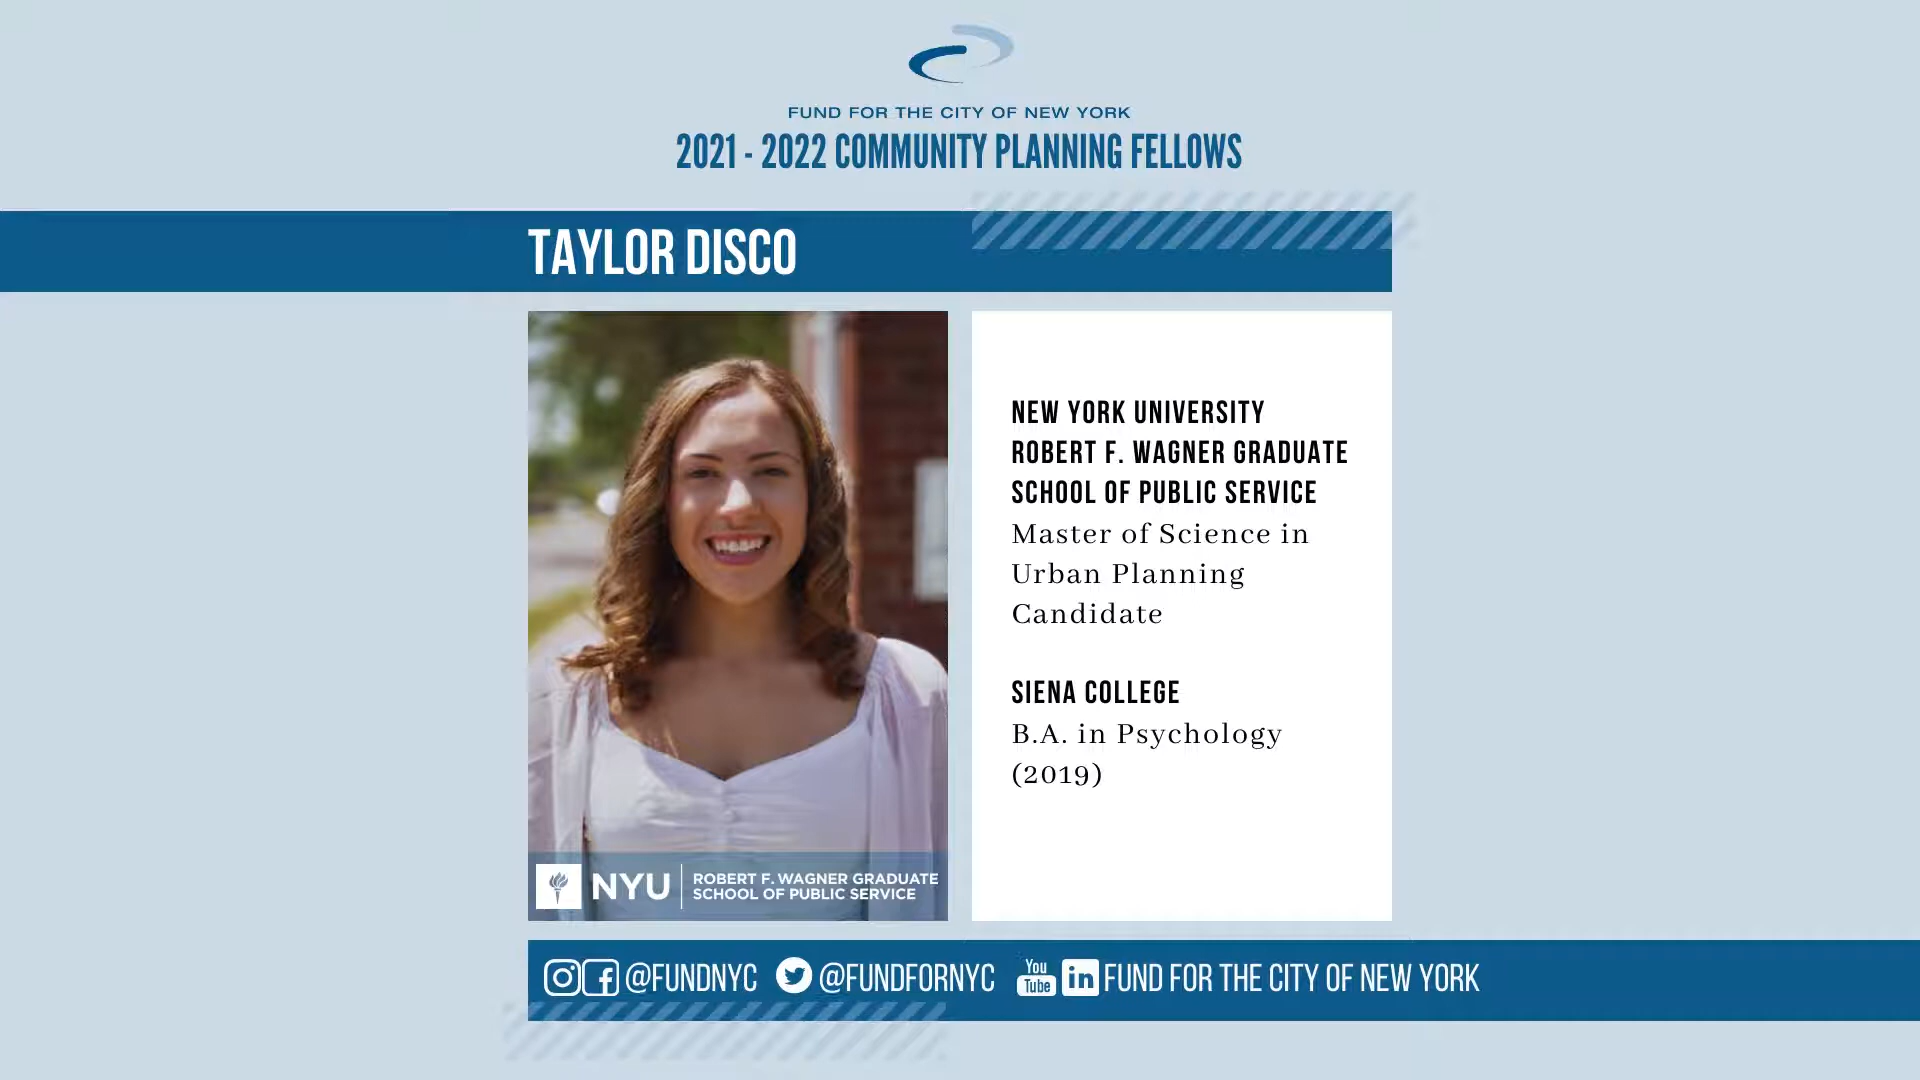 FUND FOR THE CITY OF NEW YORK
2021 - 2022 COMMUNITY PLANNING FELLOWS
TAYLOR DISCO
NEW YORK UNIVERSITY
ROBERT F. WAGNER GRADUATE
SCHOOL OF PUBLIC SERVICE
Master of Science in
Urban Planning
Candidate
SIENA COLLEGE
B.A. in Psychology
(2019)
NYU
ROBERT F. WAGNER GRADUATE
SCHOOL OF PUBLIC SERVICE
@FUNDNYC @FUNDFORNYC You Tube in FUND FOR THE CITY OF NEW YORK